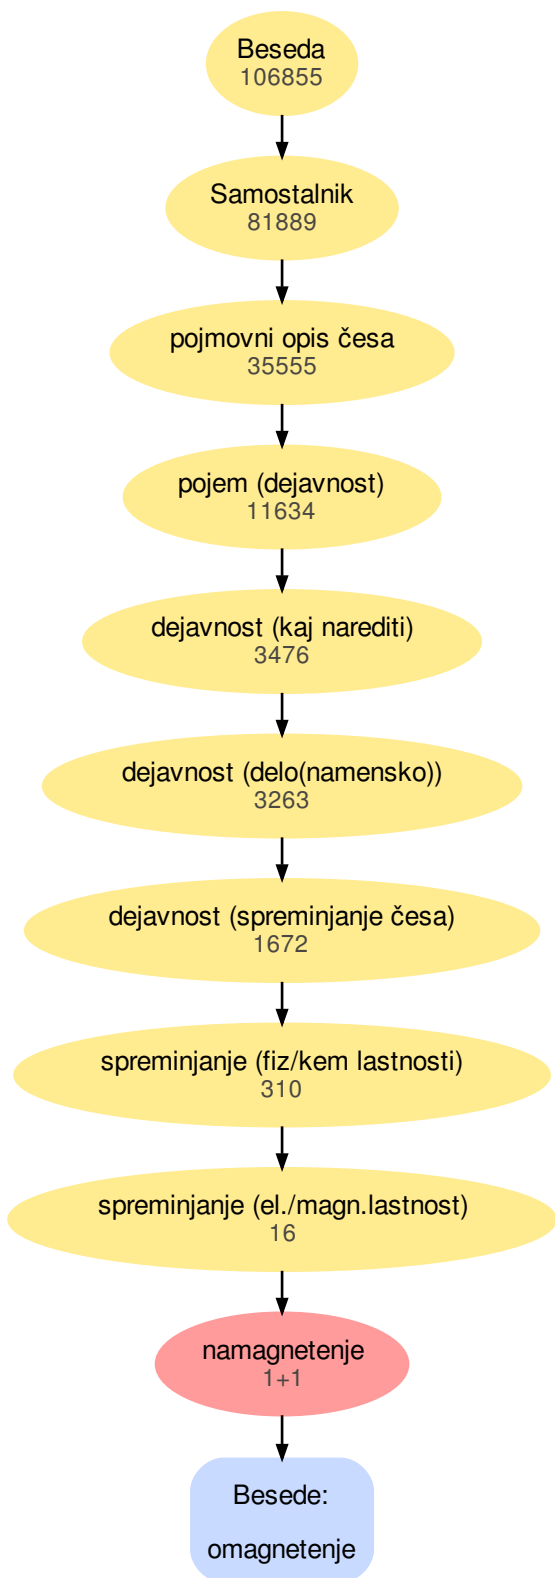 Beseda
106855
Samostalnik
81889
pojmovni opis česa
35555
pojem (dejavnost)
11634
dejavnost (kaj narediti)
3476
dejavnost (delo(namensko))
3263
dejavnost (spreminjanje česa)
1672
spreminjanje (fiz/kem lastnosti)
310
spreminjanje (el./magn.lastnost)
16
namagnetenje
1+1
Besede:
omagnetenje